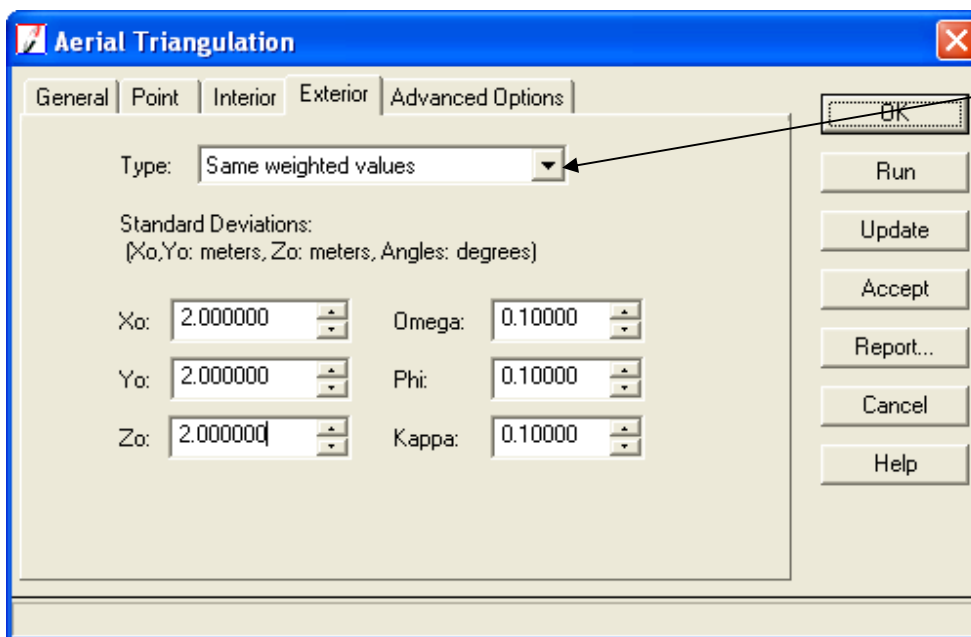 Aerial Triangulation
General Point Interior Exterior Advanced Options
Type: Same weighted values
Standard Deviations:
(Xo,Yo: meters, Zo: meters, Angles: degrees)
Xo: 2.000000 Omega: 0.10000
Yo: 2.000000 Phi: 0.10000
Zo: 2.000000 Kappa: 0.10000
OK
Run
Update
Accept
Report...
Cancel
Help